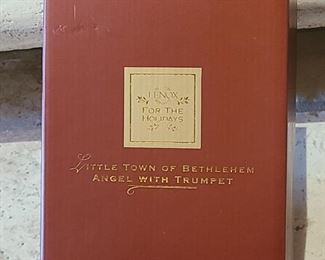 LENOX
FOR THE
HOLIDAYS
LITTLE TOWN OF BETHLEHEM
ANGEL WITH TRUMPET